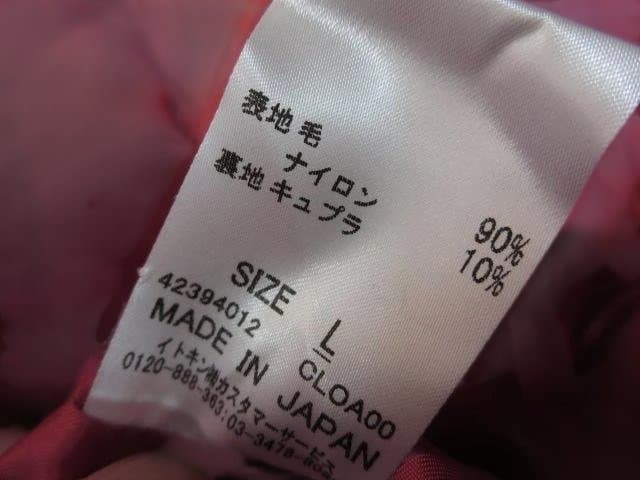 表地 毛 90%
ナイロン 10%
裏地 キュプラ
SIZE L
42394012 CLOA00
MADE IN JAPAN
イトキン㈱カスタマーサービス
0120-888-363:03-3478-